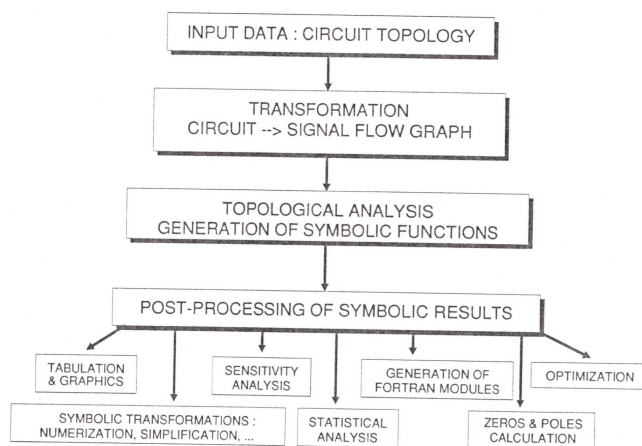 INPUT DATA : CIRCUIT TOPOLOGY
TRANSFORMATION
CIRCUIT --> SIGNAL FLOW GRAPH
TOPOLOGICAL ANALYSIS
GENERATION OF SYMBOLIC FUNCTIONS
POST-PROCESSING OF SYMBOLIC RESULTS
TABULATION
& GRAPHICS
SENSITIVITY
ANALYSIS
GENERATION OF
FORTRAN MODULES
OPTIMIZATION
SYMBOLIC TRANSFORMATIONS :
NUMERIZATION, SIMPLIFICATION, ...
STATISTICAL
ANALYSIS
ZEROS & POLES
CALCULATION